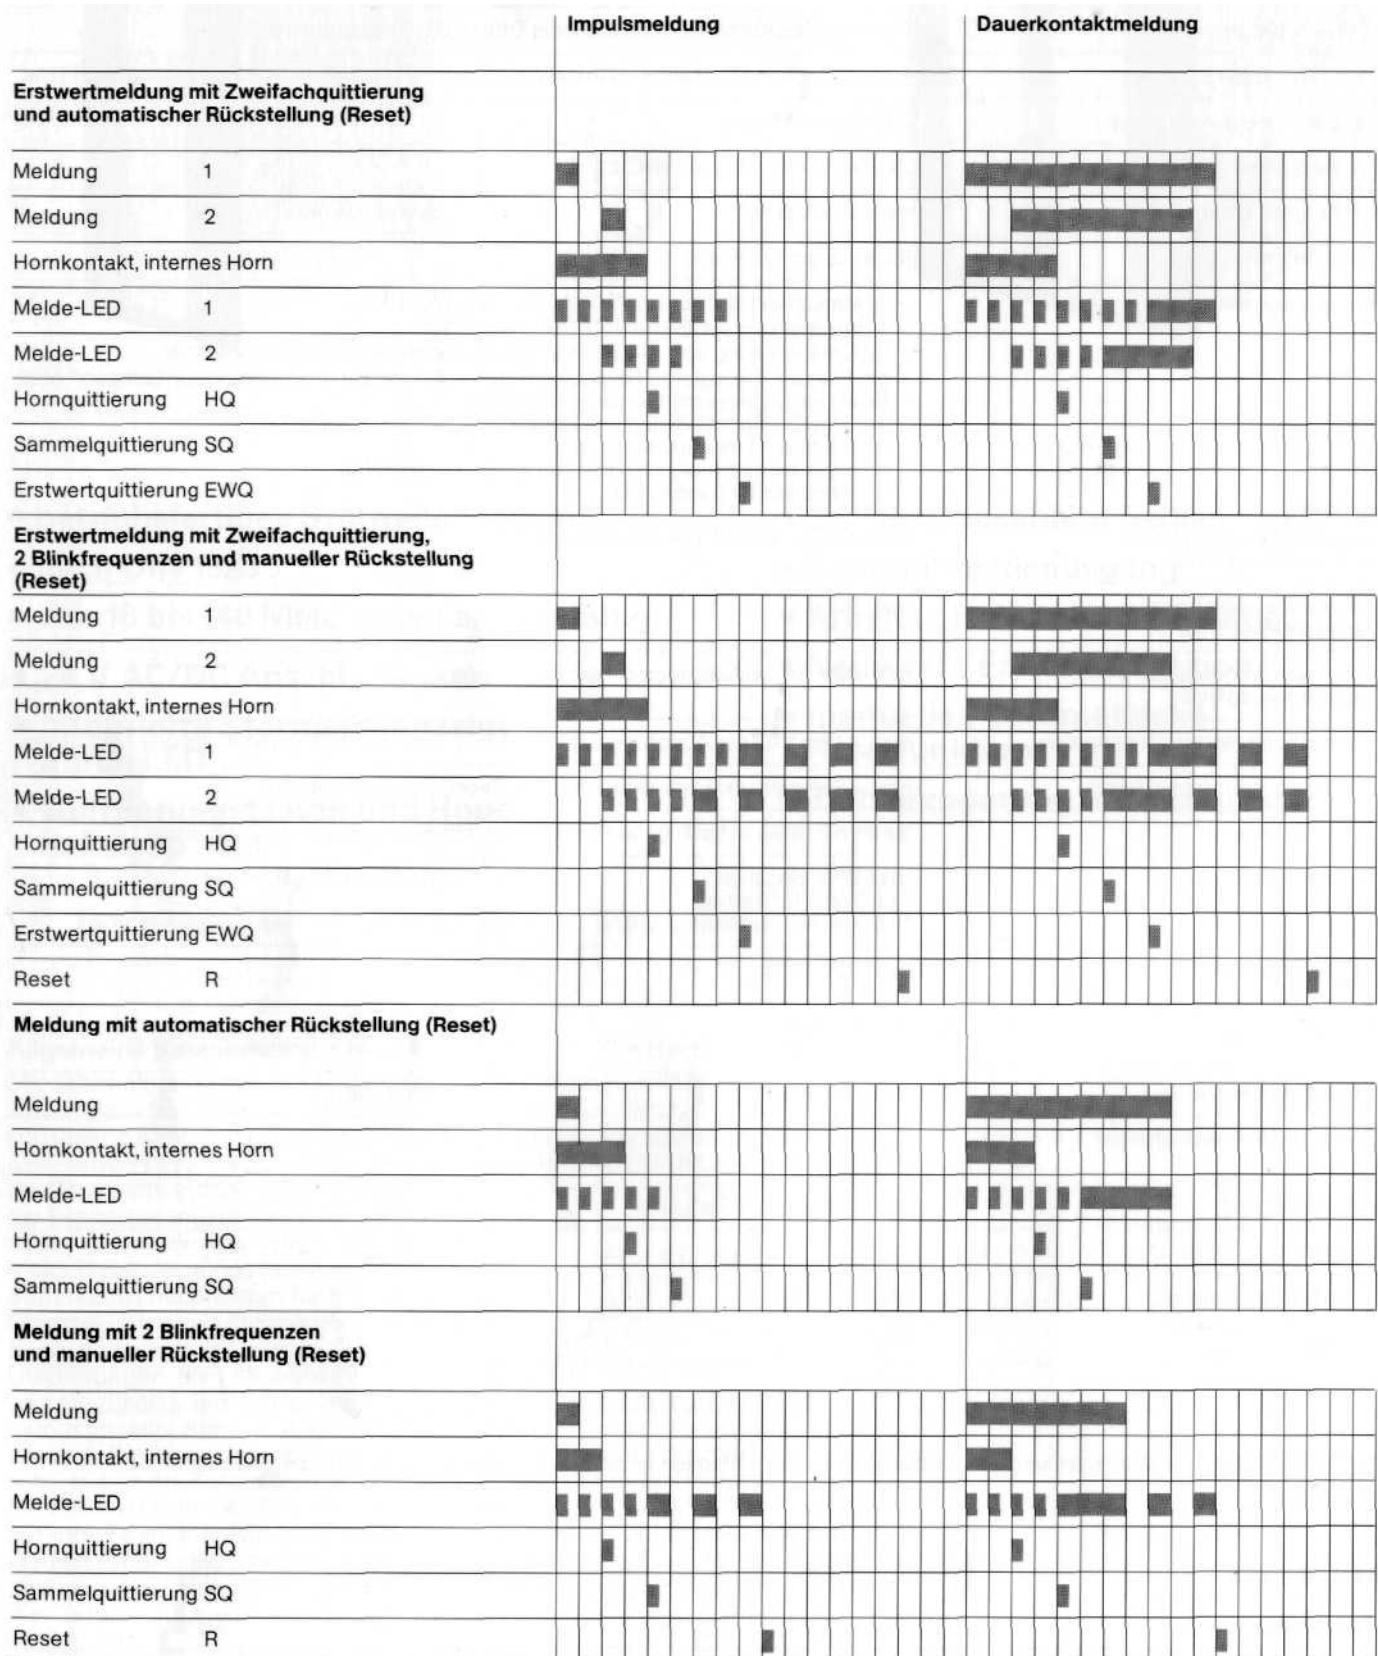 Impulsmeldung Dauerkontaktmeldung
Erstwertmeldung mit Zweifachquittierung
und automatischer Rückstellung (Reset)
Meldung 1
Meldung 2
Hornkontakt, internes Horn
Melde-LED 1
Melde-LED 2
Hornquittierung HQ
Sammelquittierung SQ
Erstwertquittierung EWQ
Erstwertmeldung mit Zweifachquittierung,
2 Blinkfrequenzen und manueller Rückstellung
(Reset)
Meldung 1
Meldung 2
Hornkontakt, internes Horn
Melde-LED 1
Melde-LED 2
Hornquittierung HQ
Sammelquittierung SQ
Erstwertquittierung EWQ
Reset R
Meldung mit automatischer Rückstellung (Reset)
Meldung
Hornkontakt, internes Horn
Melde-LED
Hornquittierung HQ
Sammelquittierung SQ
Meldung mit 2 Blinkfrequenzen
und manueller Rückstellung (Reset)
Meldung
Hornkontakt, internes Horn
Melde-LED
Hornquittierung HQ
Sammelquittierung SQ
Reset R